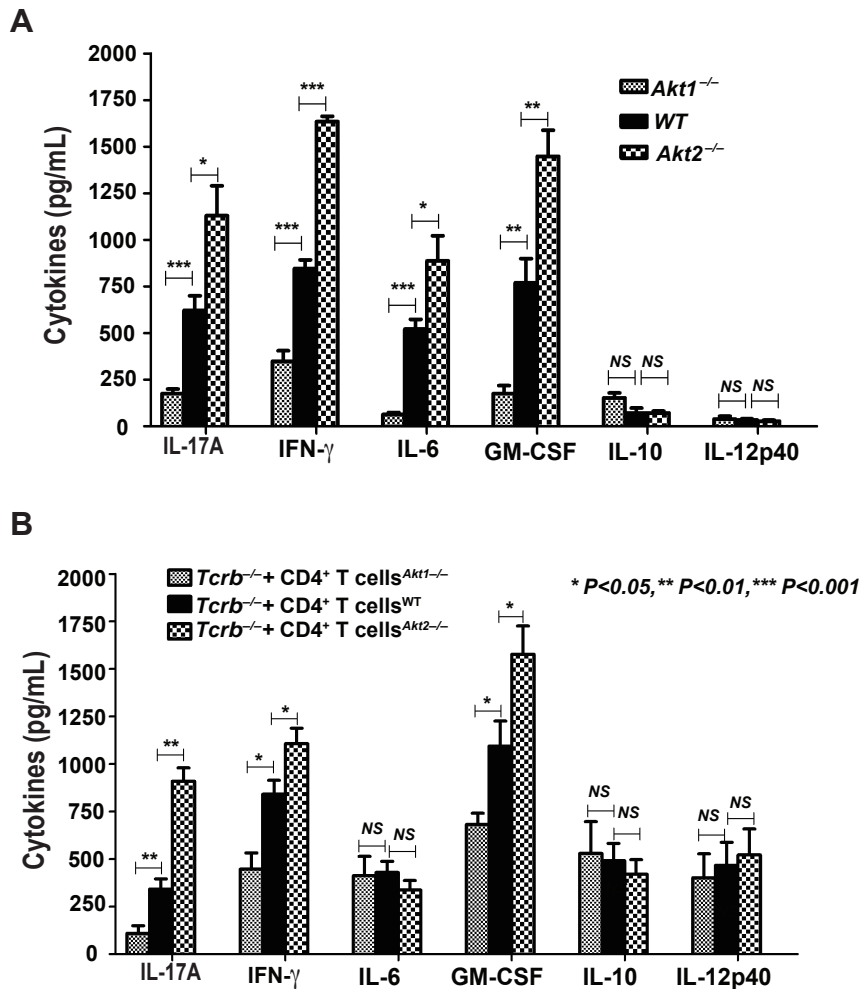 A
Cytokines (pg/mL)
2000
1750
1500
1250
1000
750
500
250
0
Akt1–/–
WT
Akt2–/–
*** *
*** ***
*** *
** **
NS NS
NS NS
IL-17A IFN-γ IL-6 GM-CSF IL-10 IL-12p40
B
Cytokines (pg/mL)
2000
1750
1500
1250
1000
750
500
250
0
Tcrb–/–+ CD4+ T cellsAkt1–/–
Tcrb–/–+ CD4+ T cellsWT
Tcrb–/–+ CD4+ T cellsAkt2–/–
* P<0.05,** P<0.01,*** P<0.001
** **
* *
NS NS
* *
NS NS
NS NS
IL-17A IFN-γ IL-6 GM-CSF IL-10 IL-12p40